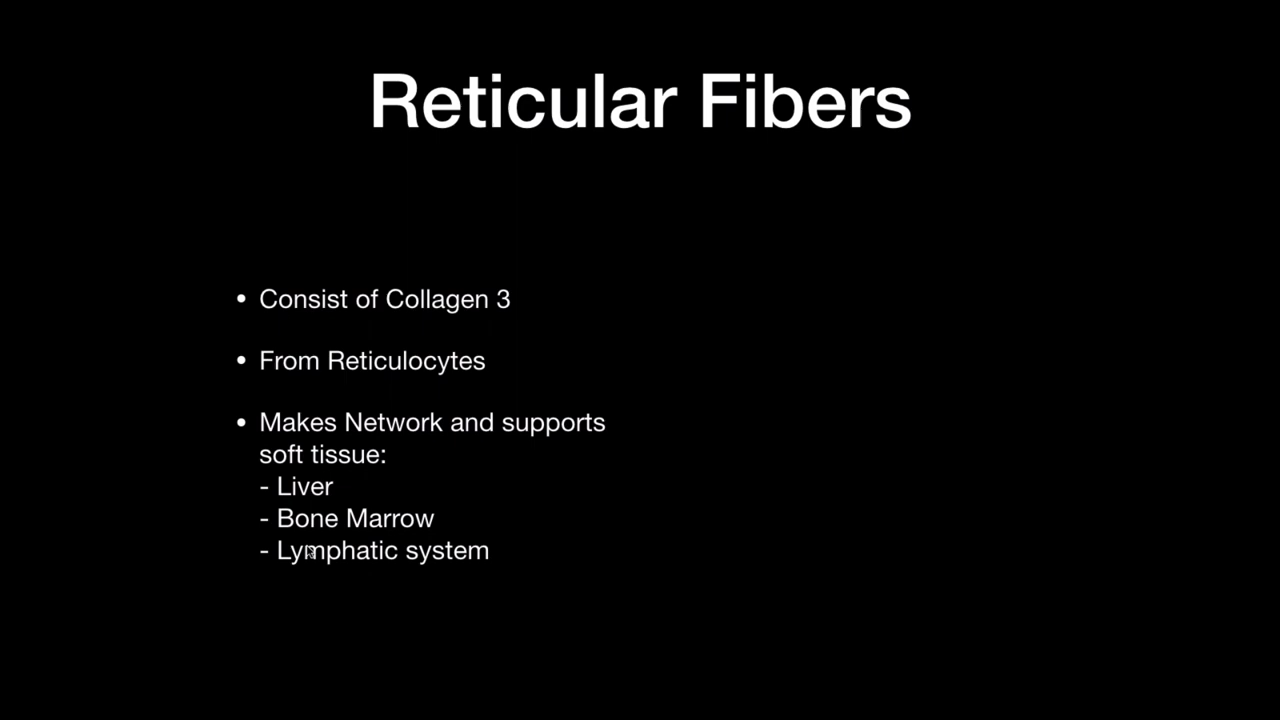 Reticular Fibers
• Consist of Collagen 3
• From Reticulocytes
• Makes Network and supports
soft tissue:
- Liver
- Bone Marrow
- Lymphatic system